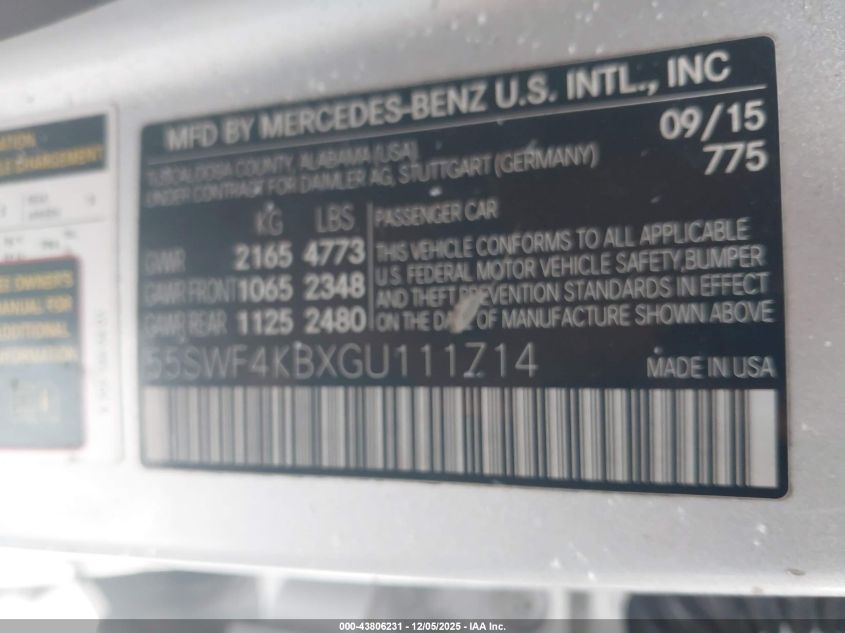 MFD BY MERCEDES-BENZ U.S. INTL., INC
TUSCALOOSA COUNTY, ALABAMA (USA)
UNDER CONTRACT FOR DAIMLER AG, STUTTGART (GERMANY)
09/15
775
KG LBS
GVWR 2165 4773
GAWR FRONT 1065 2348
GAWR REAR 1125 2480
PASSENGER CAR
THIS VEHICLE CONFORMS TO ALL APPLICABLE
U.S. FEDERAL MOTOR VEHICLE SAFETY, BUMPER
AND THEFT PREVENTION STANDARDS IN EFFECT
ON THE DATE OF MANUFACTURE SHOWN ABOVE
55SWF4KBXGU111714
MADE IN USA
000-43806231 - 12/05/2025 - IAA Inc.